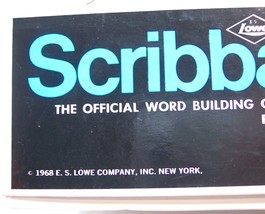 Lowe
Scribba
THE OFFICIAL WORD BUILDING
© 1968 E. S. LOWE COMPANY, INC. NEW YORK,